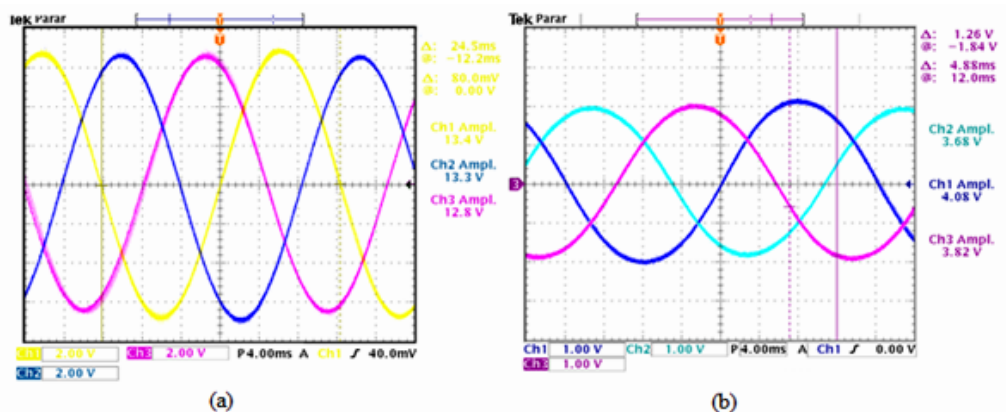 Tek Parar
Δ: 24.5ms
@: -12.2ms
Δ: 80.0mV
@: 0.00 V
Ch1 Ampl.
13.4 V
Ch2 Ampl.
13.3 V
Ch3 Ampl.
12.8 V
Ch1 2.00 V Ch3 2.00 V P4.00ms A Ch1 ƒ 40.0mV
Ch2 2.00 V
(a)
Tek Parar
Δ: 1.26 V
@: -1.84 V
Δ: 4.88ms
@: 12.0ms
Ch2 Ampl.
3.68 V
Ch1 Ampl.
4.08 V
Ch3 Ampl.
3.82 V
3
Ch1 1.00 V Ch2 1.00 V P4.00ms A Ch1 ƒ 0.00 V
Ch3 1.00 V
(b)